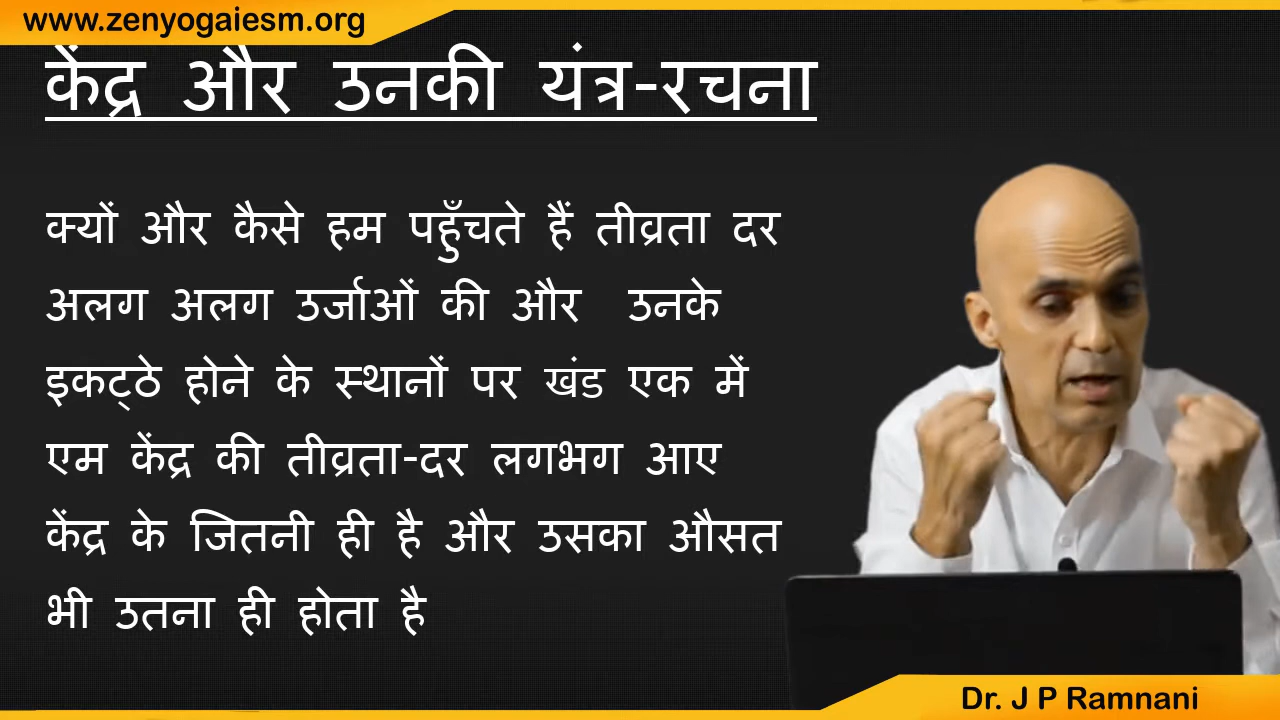 www.zenyogaiesm.org
केंद्र और उनकी यंत्र-रचना
क्यों और कैसे हम पहुँचते हैं तीव्रता दर
अलग अलग उर्जाओं की और उनके
इकट्ठे होने के स्थानों पर खंड एक में
एम केंद्र की तीव्रता-दर लगभग आए
केंद्र के जितनी ही है और उसका औसत
भी उतना ही होता है
Dr. J P Ramnani